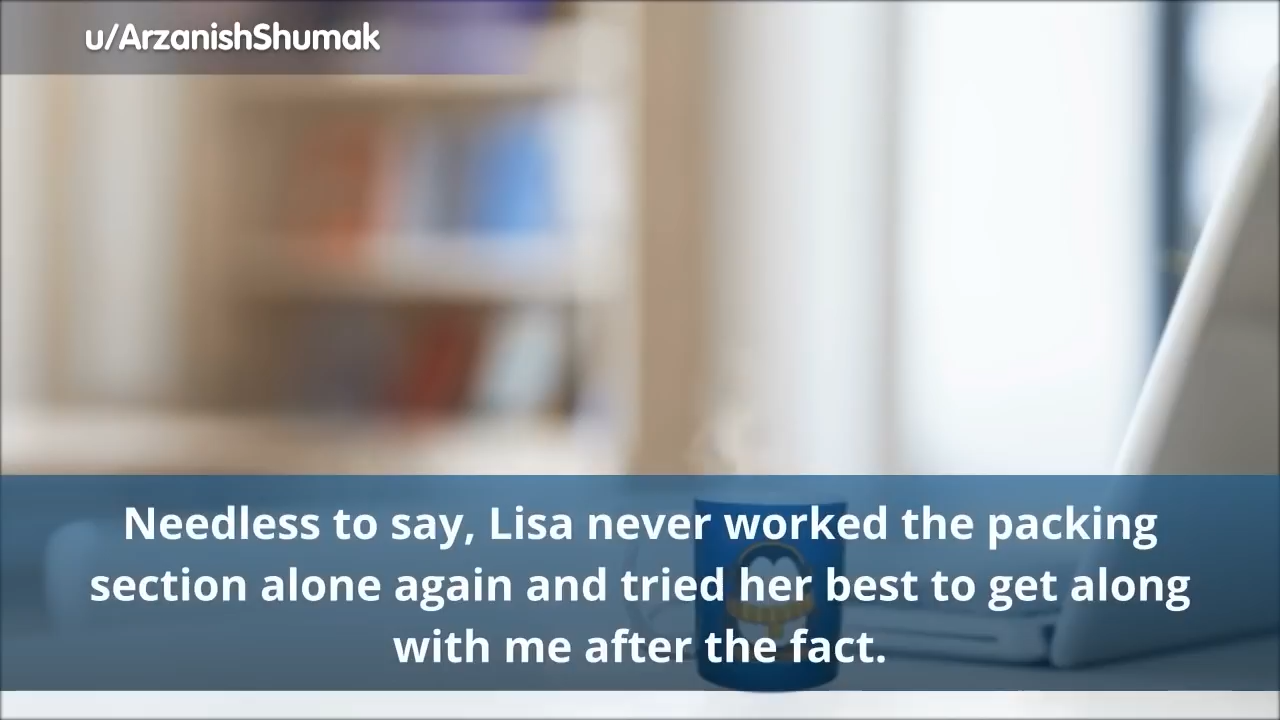 u/ArzanishShumak
Needless to say, Lisa never worked the packing
section alone again and tried her best to get along
with me after the fact.